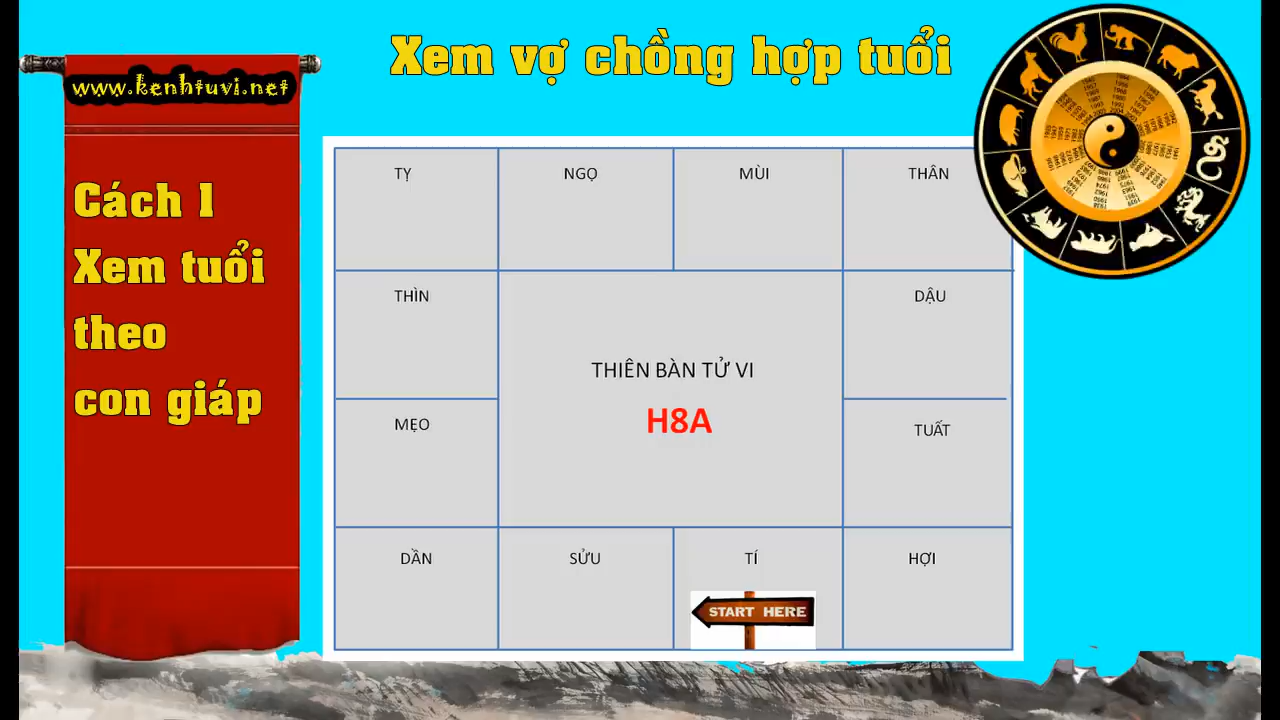 Xem vợ chồng hợp tuổi
www.kenhtuvi.net
Cách 1
Xem tuổi
theo
con giáp
TỴ
NGỌ
MÙI
THÂN
THÌN
DẬU
THIÊN BÀN TỬ VI
H8A
MẸO
TUẤT
DẦN
SỬU
TÍ
HỢI
START HERE